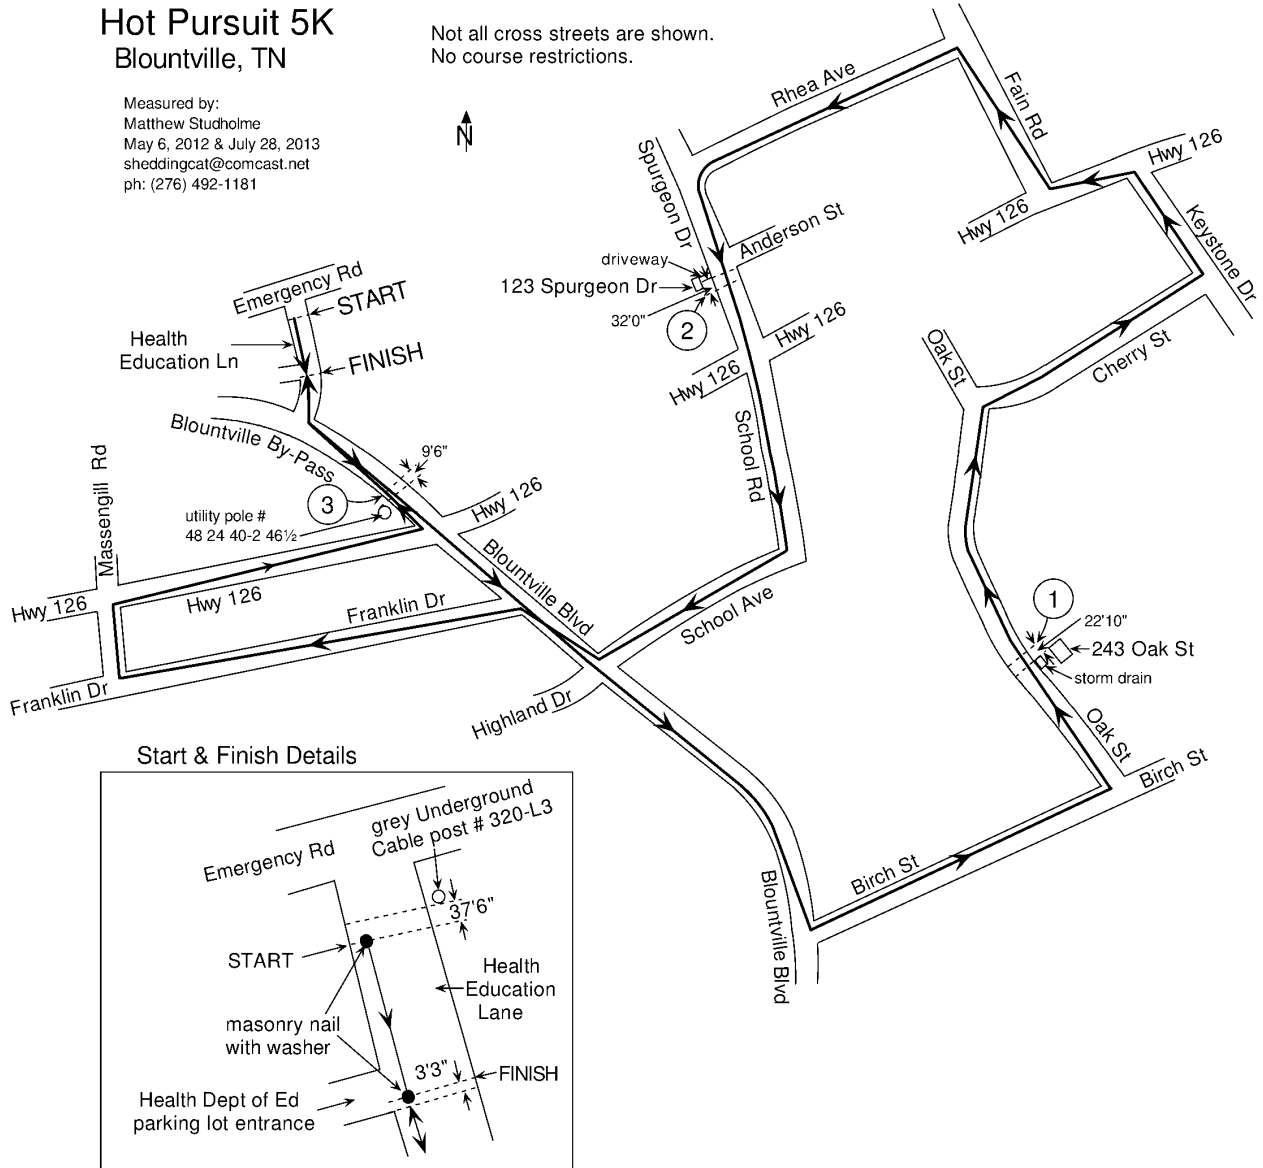 Hot Pursuit 5K
Blountville, TN
Not all cross streets are shown.
No course restrictions.
Measured by:
Matthew Studholme
May 6, 2012 & July 28, 2013
sheddingcat@comcast.net
ph: (276) 492-1181
N
Rhea Ave
Fain Rd
Hwy 126
Hwy 126
Keystone Dr
Spurgeon Dr
Anderson St
driveway
123 Spurgeon Dr
32'0"
2
Hwy 126
Hwy 126
Emergency Rd
START
Health
Education Ln
FINISH
Oak St
Cherry St
Blountville By-Pass
School Rd
9'6"
3
utility pole #
48 24 40-2 46½
Hwy 126
Massengill Rd
Hwy 126
Hwy 126
Franklin Dr
Blountville Blvd
School Ave
1
22'10"
243 Oak St
storm drain
Franklin Dr
Highland Dr
Oak St
Birch St
Birch St
Blountville Blvd
Start & Finish Details
grey Underground
Cable post # 320-L3
Emergency Rd
37'6"
START
Health
Education
Lane
masonry nail
with washer
3'3"
FINISH
Health Dept of Ed
parking lot entrance